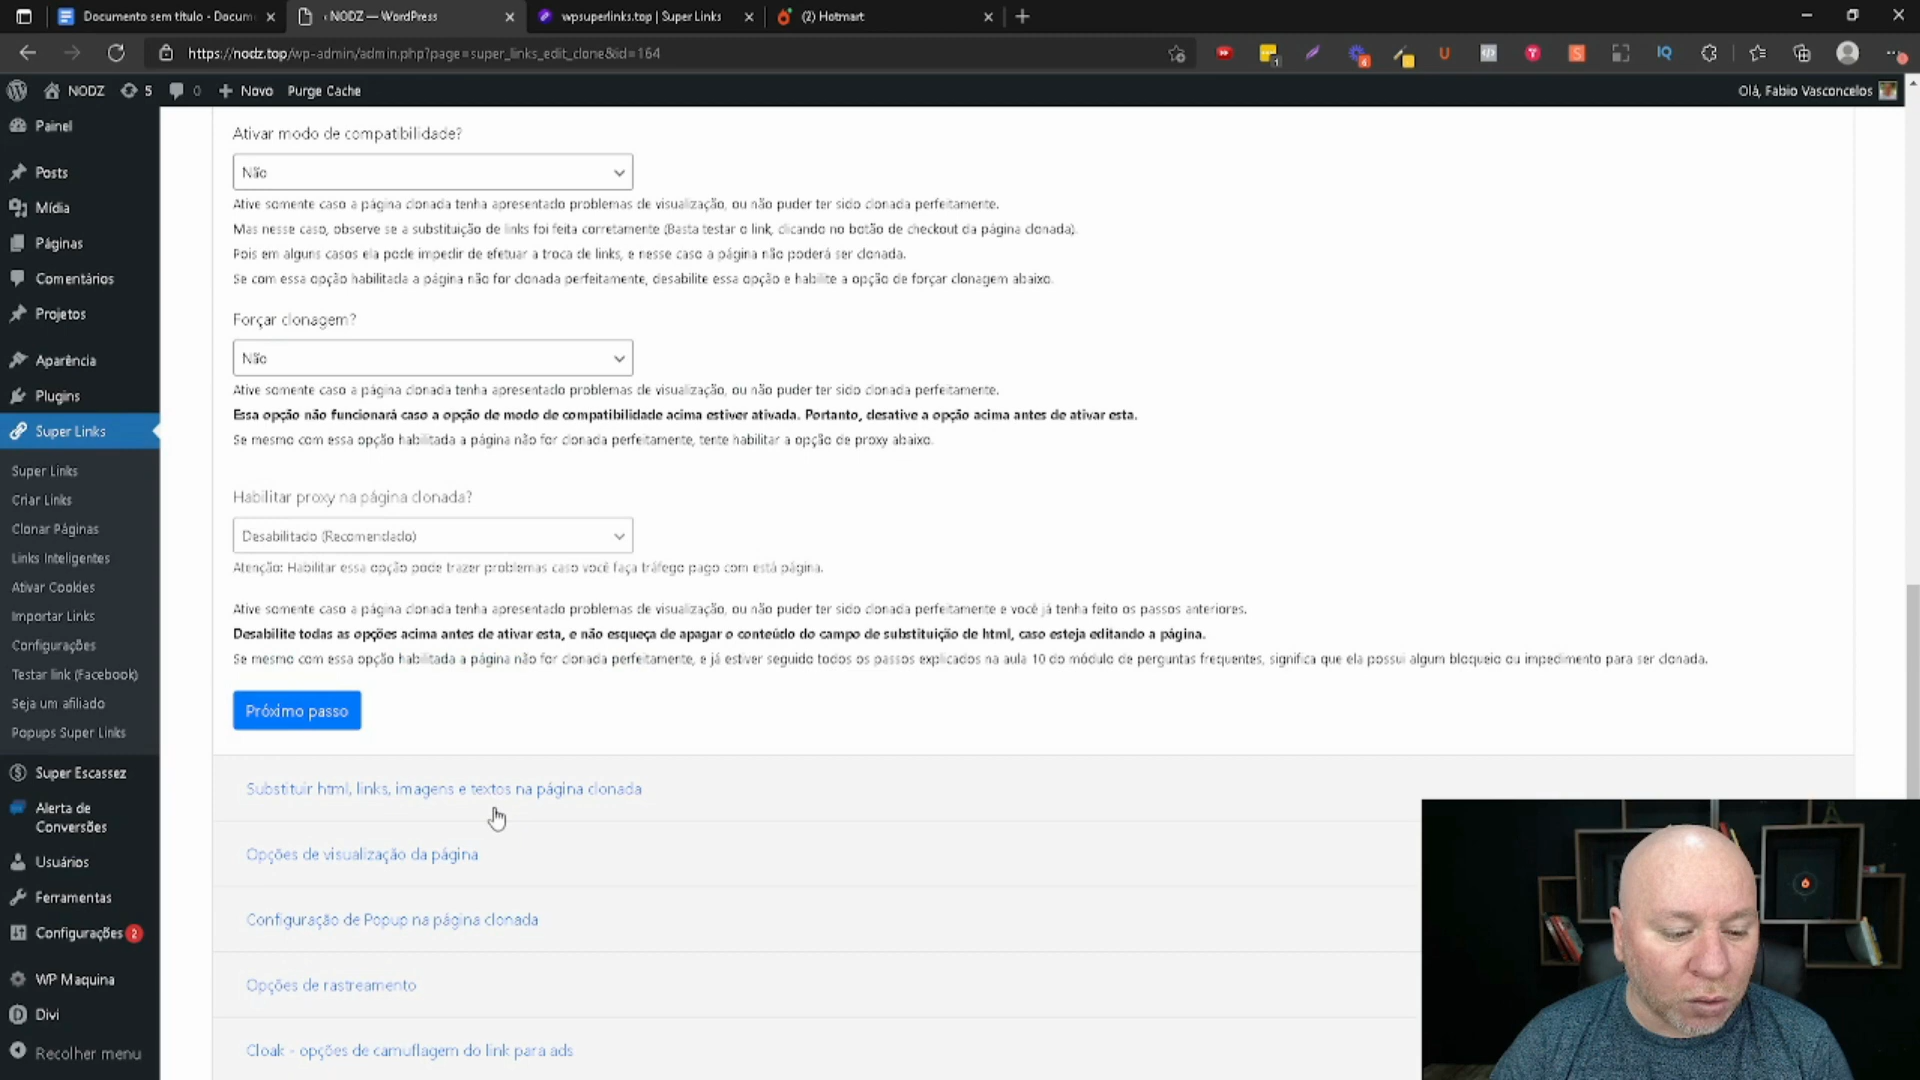 Documento sem título - Docum
NODZ — WordPress
wpsuperlinks.top | Super Links
(2) Hotmart
https://nodz.top/wp-admin/admin.php?page=super_links_edit_clone&id=164
NODZ
5
0
Novo
Purge Cache
Olá, Fabio Vasconcelos
Painel
Posts
Mídia
Páginas
Comentários
Projetos
Aparência
Plugins
Super Links
Super Links
Criar Links
Clonar Páginas
Links Inteligentes
Ativar Cookies
Importar Links
Configurações
Testar link (Facebook)
Seja um afiliado
Popups Super Links
Super Escassez
Alerta de
Conversões
Usuários
Ferramentas
Configurações 2
WP Maquina
Divi
Recolher menu
Ativar modo de compatibilidade?
Não
Ative somente caso a página clonada tenha apresentado problemas de visualização, ou não puder ter sido clonada perfeitamente.
Mas nesse caso, observe se a substituição de links foi feita corretamente (Basta testar o link, clicando no botão de checkout da página clonada).
Pois em alguns casos ela pode impedir de efetuar a troca de links, e nesse caso a página não poderá ser clonada.
Se com essa opção habilitada a página não for clonada perfeitamente, desabilite essa opção e habilite a opção de forçar clonagem abaixo.
Forçar clonagem?
Não
Ative somente caso a página clonada tenha apresentado problemas de visualização, ou não puder ter sido clonada perfeitamente.
Essa opção não funcionará caso a opção de modo de compatibilidade acima estiver ativada. Portanto, desative a opção acima antes de ativar esta.
Se mesmo com essa opção habilitada a página não for clonada perfeitamente, tente habilitar a opção de proxy abaixo.
Habilitar proxy na página clonada?
Desabilitado (Recomendado)
Atenção: Habilitar essa opção pode trazer problemas caso você faça tráfego pago com está página.
Ative somente caso a página clonada tenha apresentado problemas de visualização, ou não puder ter sido clonada perfeitamente e você já tenha feito os passos anteriores.
Desabilite todas as opções acima antes de ativar esta, e não esqueça de apagar o conteúdo do campo de substituição de html, caso esteja editando a página.
Se mesmo com essa opção habilitada a página não for clonada perfeitamente, e já estiver seguido todos os passos explicados na aula 10 do módulo de perguntas frequentes, significa que ela possui algum bloqueio ou impedimento para ser clonada.
Próximo passo
Substituir html, links, imagens e textos na página clonada
Opções de visualização da página
Configuração de Popup na página clonada
Opções de rastreamento
Cloak - opções de camuflagem do link para ads